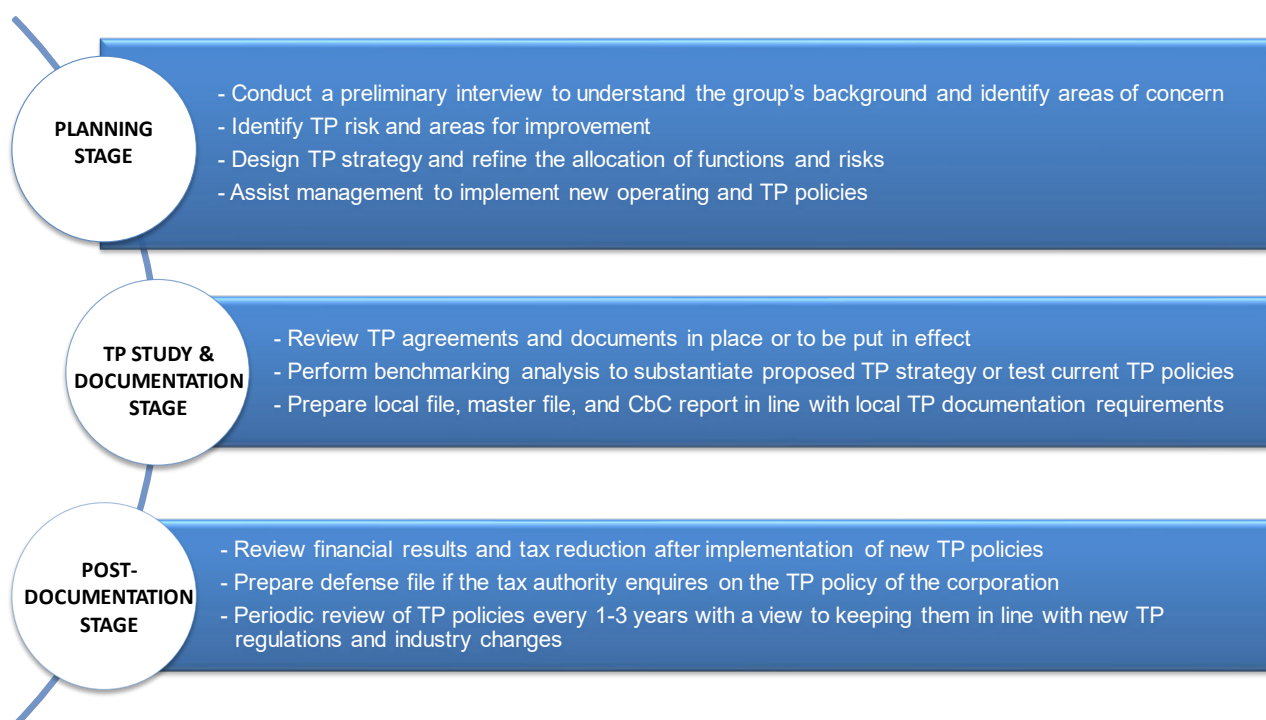 PLANNING
STAGE
- Conduct a preliminary interview to understand the group's background and identify areas of concern
- Identify TP risk and areas for improvement
- Design TP strategy and refine the allocation of functions and risks
- Assist management to implement new operating and TP policies
TP STUDY &
DOCUMENTATION
STAGE
- Review TP agreements and documents in place or to be put in effect
- Perform benchmarking analysis to substantiate proposed TP strategy or test current TP policies
- Prepare local file, master file, and CbC report in line with local TP documentation requirements
POST-
DOCUMENTATION
STAGE
- Review financial results and tax reduction after implementation of new TP policies
- Prepare defense file if the tax authority enquires on the TP policy of the corporation
- Periodic review of TP policies every 1-3 years with a view to keeping them in line with new TP
regulations and industry changes